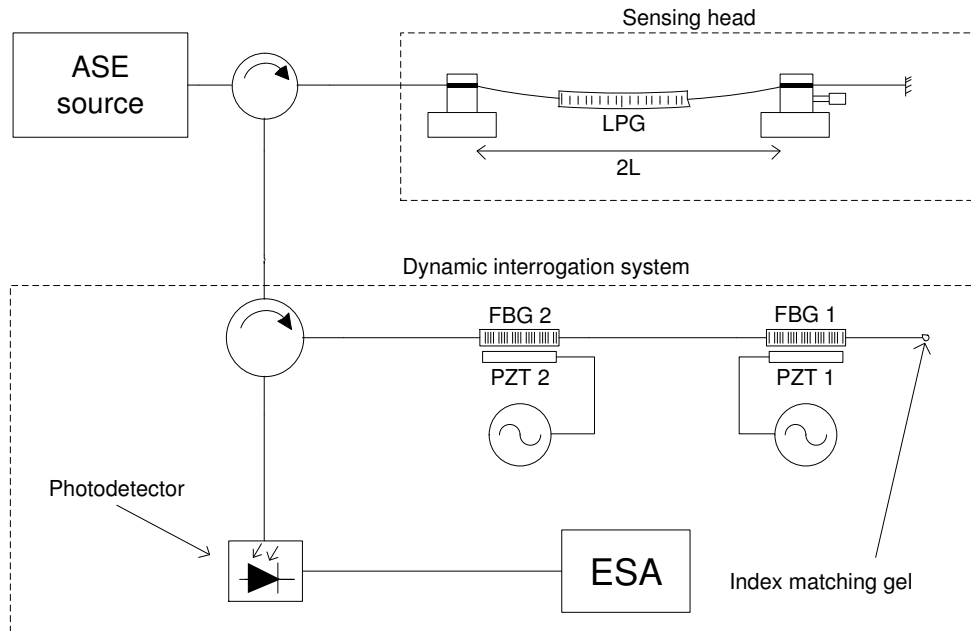 Sensing head
ASE
source
LPG
2L
Dynamic interrogation system
FBG 2
FBG 1
PZT 2
PZT 1
Photodetector
ESA
Index matching gel